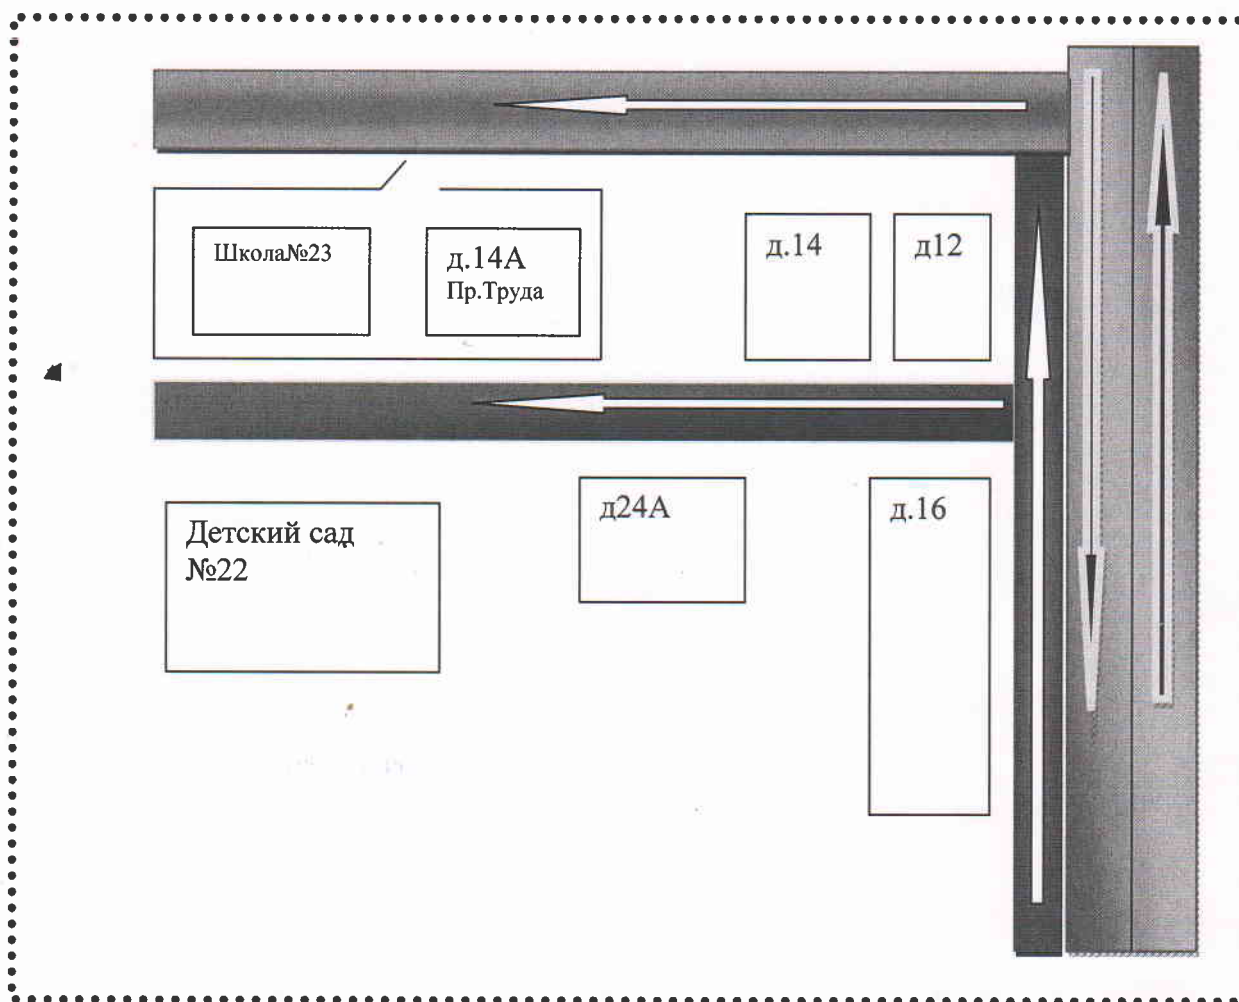 Школа№23
д.14А
Пр.Труда
д.14
д12
Детский сад
№22
д24А
д.16